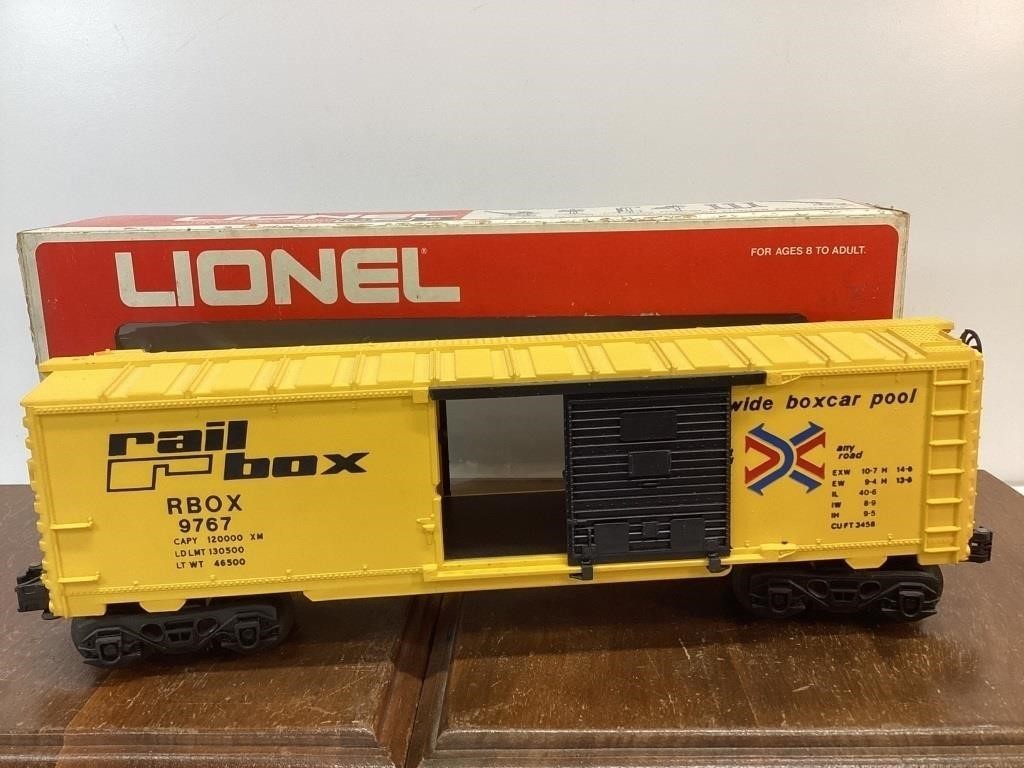 LIONEL
LIONEL®
FOR AGES 8 TO ADULT.
rail
box
RBOX
9767
CAPY 120000 XM
LD LMT 130500
LT WT 46500
wide boxcar pool
any
road
EXW 10-7 H 14-6
EW 9-4 H 13-6
IL 40-6
IW 8-9
IH 9-5
CU FT 3458